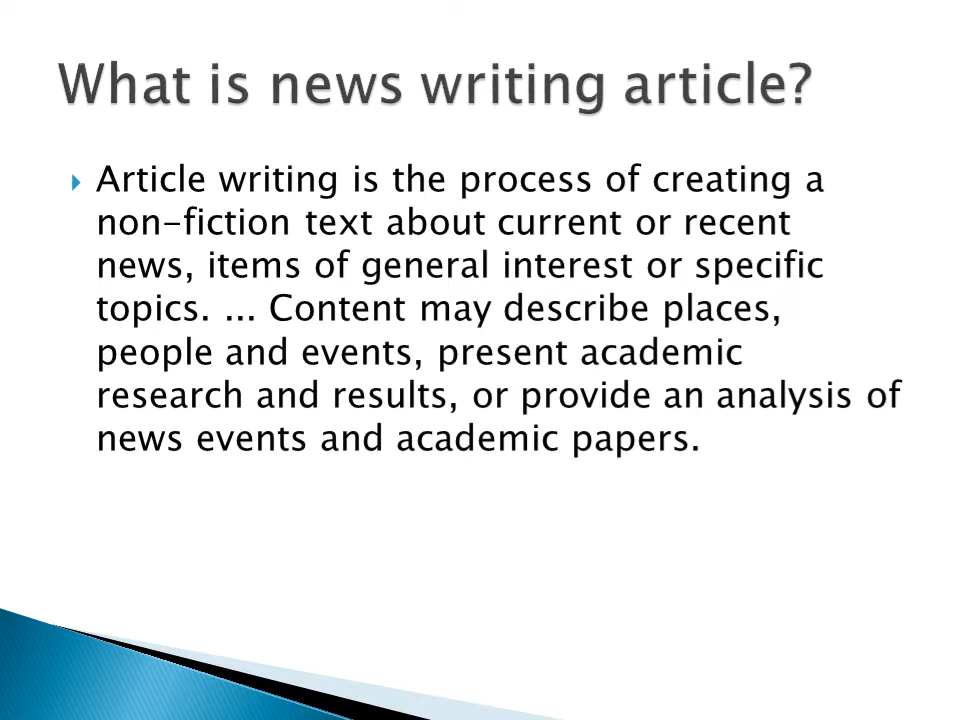 What is news writing article?
Article writing is the process of creating a
non-fiction text about current or recent
news, items of general interest or specific
topics. ... Content may describe places,
people and events, present academic
research and results, or provide an analysis of
news events and academic papers.